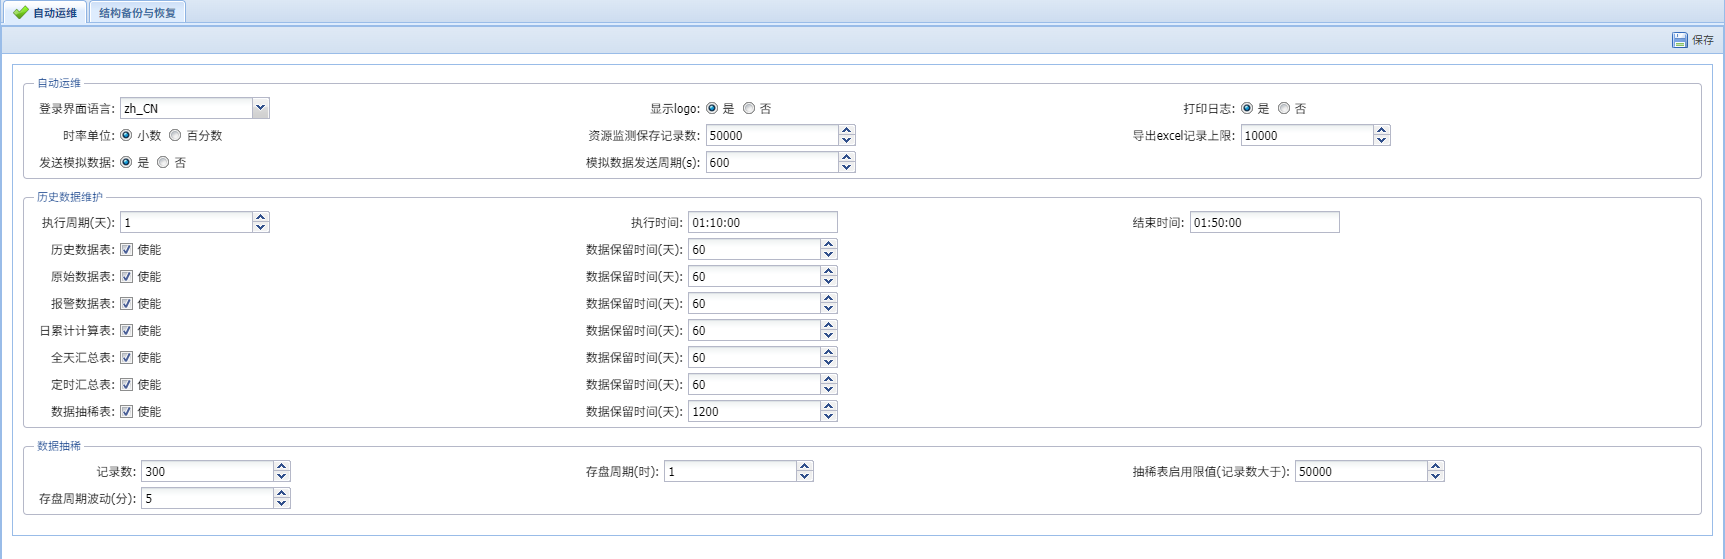 自动运维 结构备份与恢复
保存
自动运维
登录界面语言: zh_CN 显示logo: 是 否 打印日志: 是 否
时率单位: 小数 百分数 资源监测保存记录数: 50000 导出excel记录上限: 10000
发送模拟数据: 是 否 模拟数据发送周期(s): 600
历史数据维护
执行周期(天): 1 执行时间: 01:10:00 结束时间: 01:50:00
历史数据表: 使能 数据保留时间(天): 60
原始数据表: 使能 数据保留时间(天): 60
报警数据表: 使能 数据保留时间(天): 60
日累计计算表: 使能 数据保留时间(天): 60
全天汇总表: 使能 数据保留时间(天): 60
定时汇总表: 使能 数据保留时间(天): 60
数据抽稀表: 使能 数据保留时间(天): 1200
数据抽稀
记录数: 300 存盘周期(时): 1 抽稀表启用限值(记录数大于): 50000
存盘周期波动(分): 5